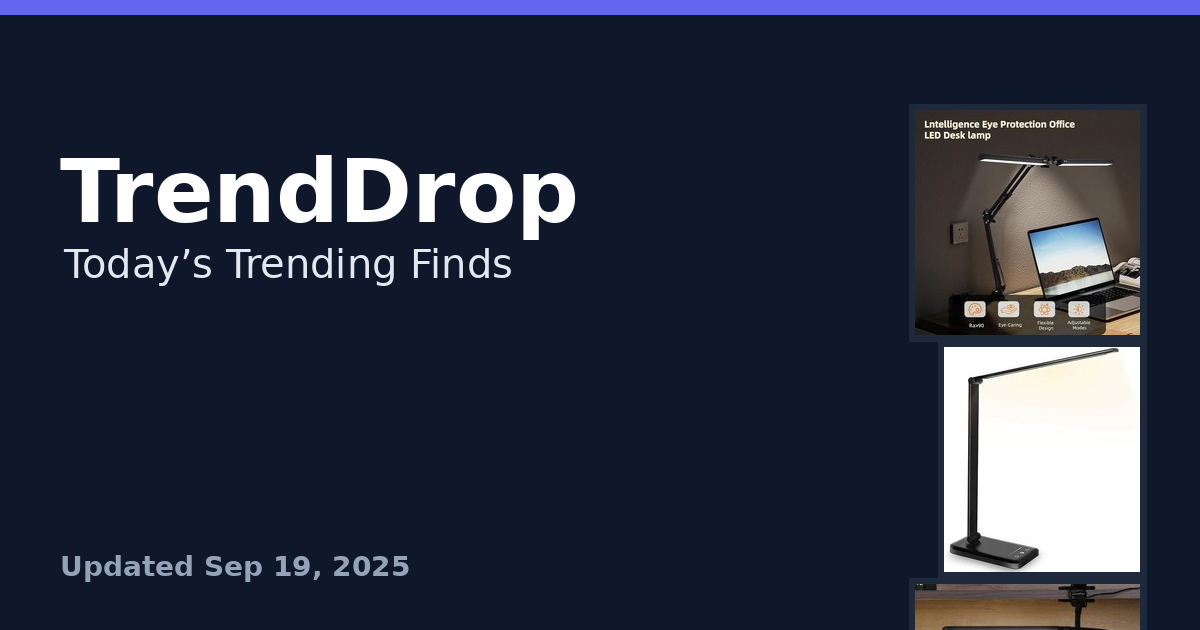 TrendDrop
Today’s Trending Finds
Updated Sep 19, 2025
Lntelligence Eye Protection Office
LED Desk lamp
Ra>90
Eye-Caring
Flexible
Design
Adjustable
Modes